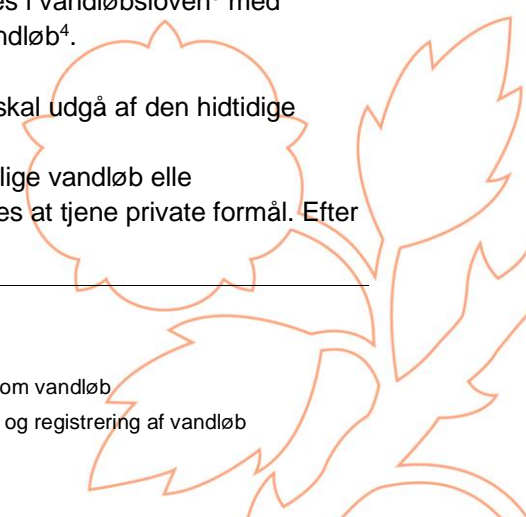 es i vandløbsloven³ med
ndløb⁴.
skal udgå af den hidtidige
lige vandløb elle
es at tjene private formål. Efter
om vandløb
og registrering af vandløb